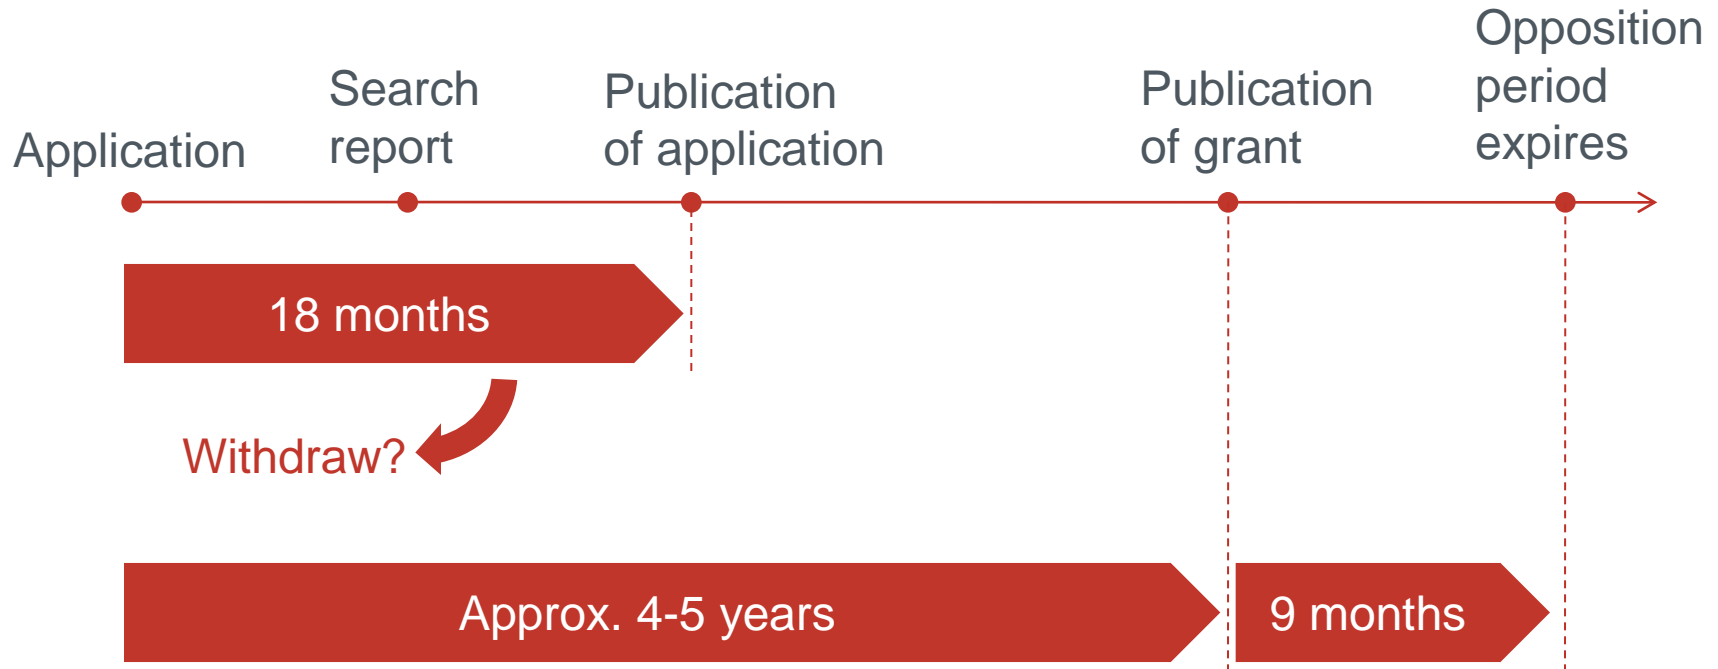 Application
Search
report
Publication
of application
Publication
of grant
Opposition
period
expires
18 months
Withdraw?
Approx. 4-5 years
9 months